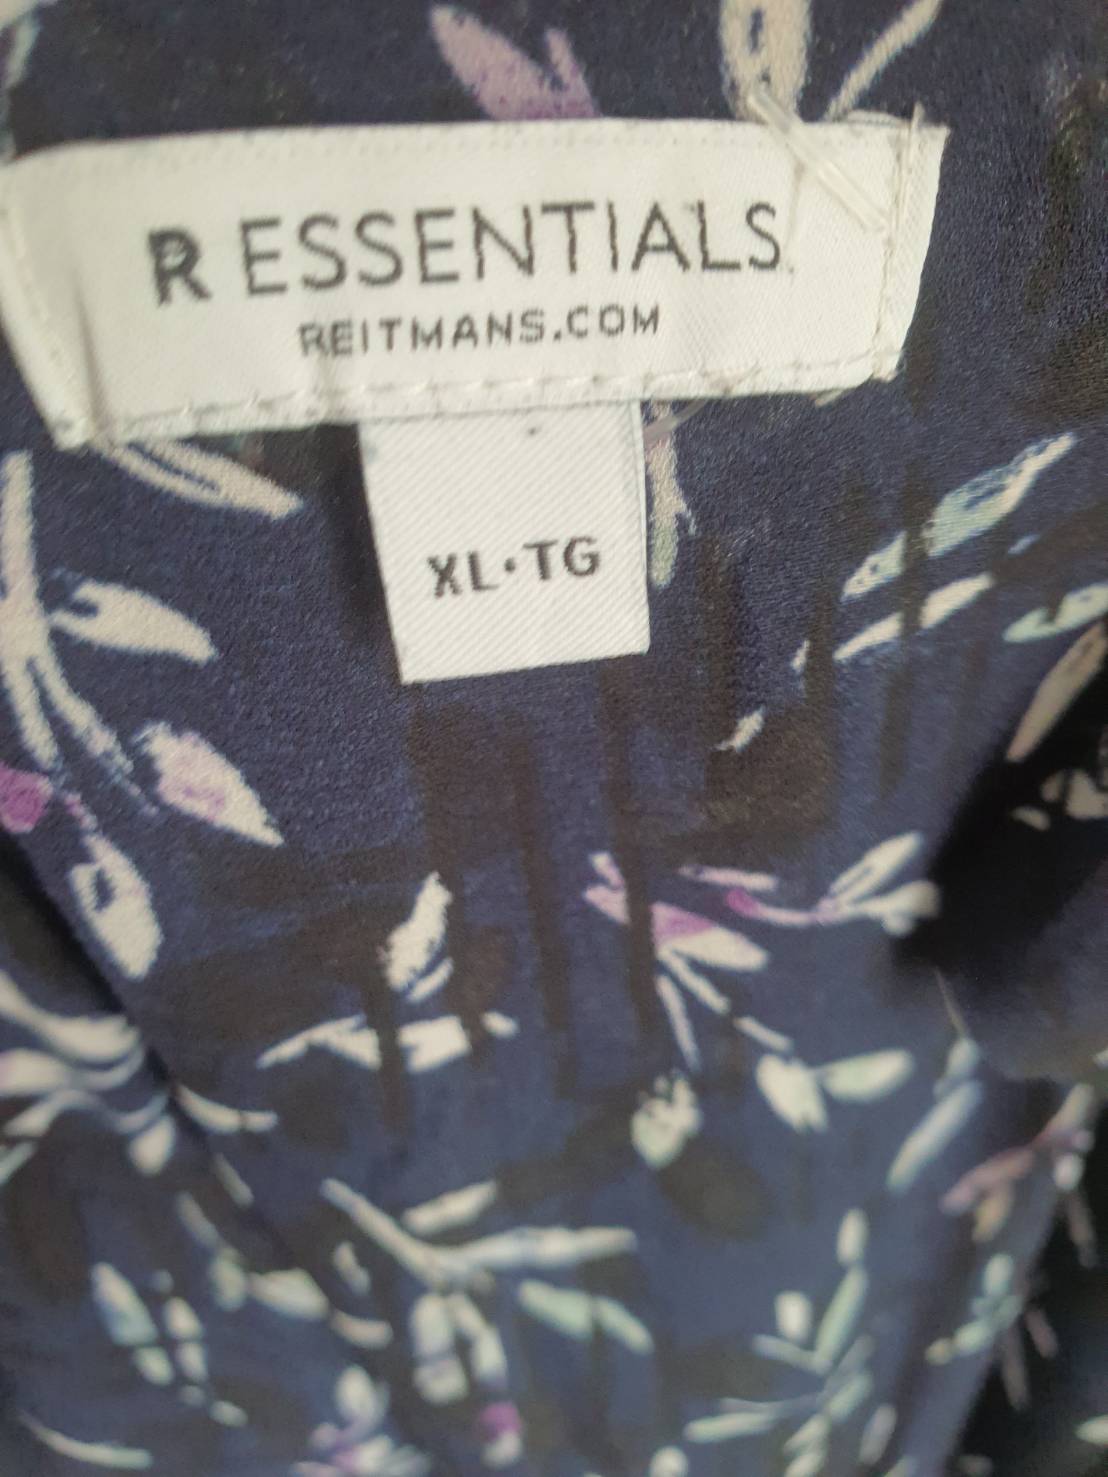 R ESSENTIALS
REITMANS.COM
XL•TG